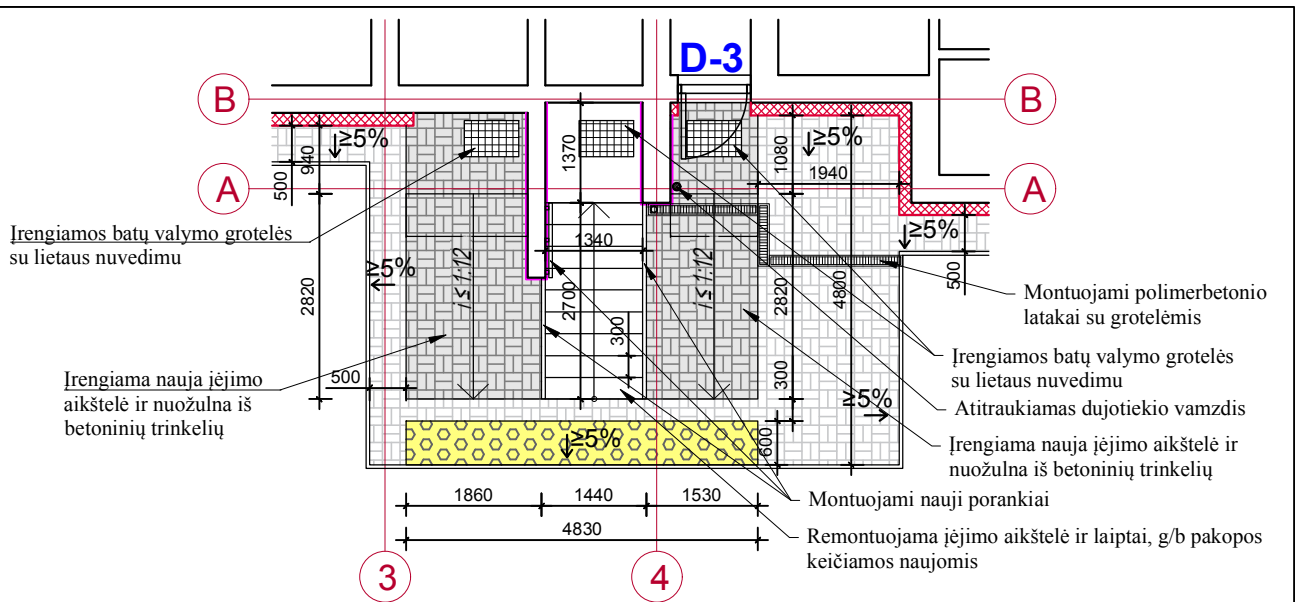 D-3
B
B
≥5%
≥5%
940
500
1370
1080
1940
A
A
Įrengiamos batų valymo grotelės
su lietaus nuvedimu
≥5%
1340
≥5%
i ≤ 1:12
i ≤ 1:12
2820
2700
2820
4800
500
300
Montuojami polimerbetonio
latakai su grotelėmis
Įrengiama nauja įėjimo
aikštelė ir nuožulna iš
betoninių trinkelių
500
300
Įrengiamos batų valymo grotelės
su lietaus nuvedimu
≥5%
Atitraukiamas dujotiekio vamzdis
≥5%
600
Įrengiama nauja įėjimo aikštelė ir
nuožulna iš betoninių trinkelių
1860
1440
1530
Montuojami nauji porankiai
4830
Remontuojama įėjimo aikštelė ir laiptai, g/b pakopos
keičiamos naujomis
3
4